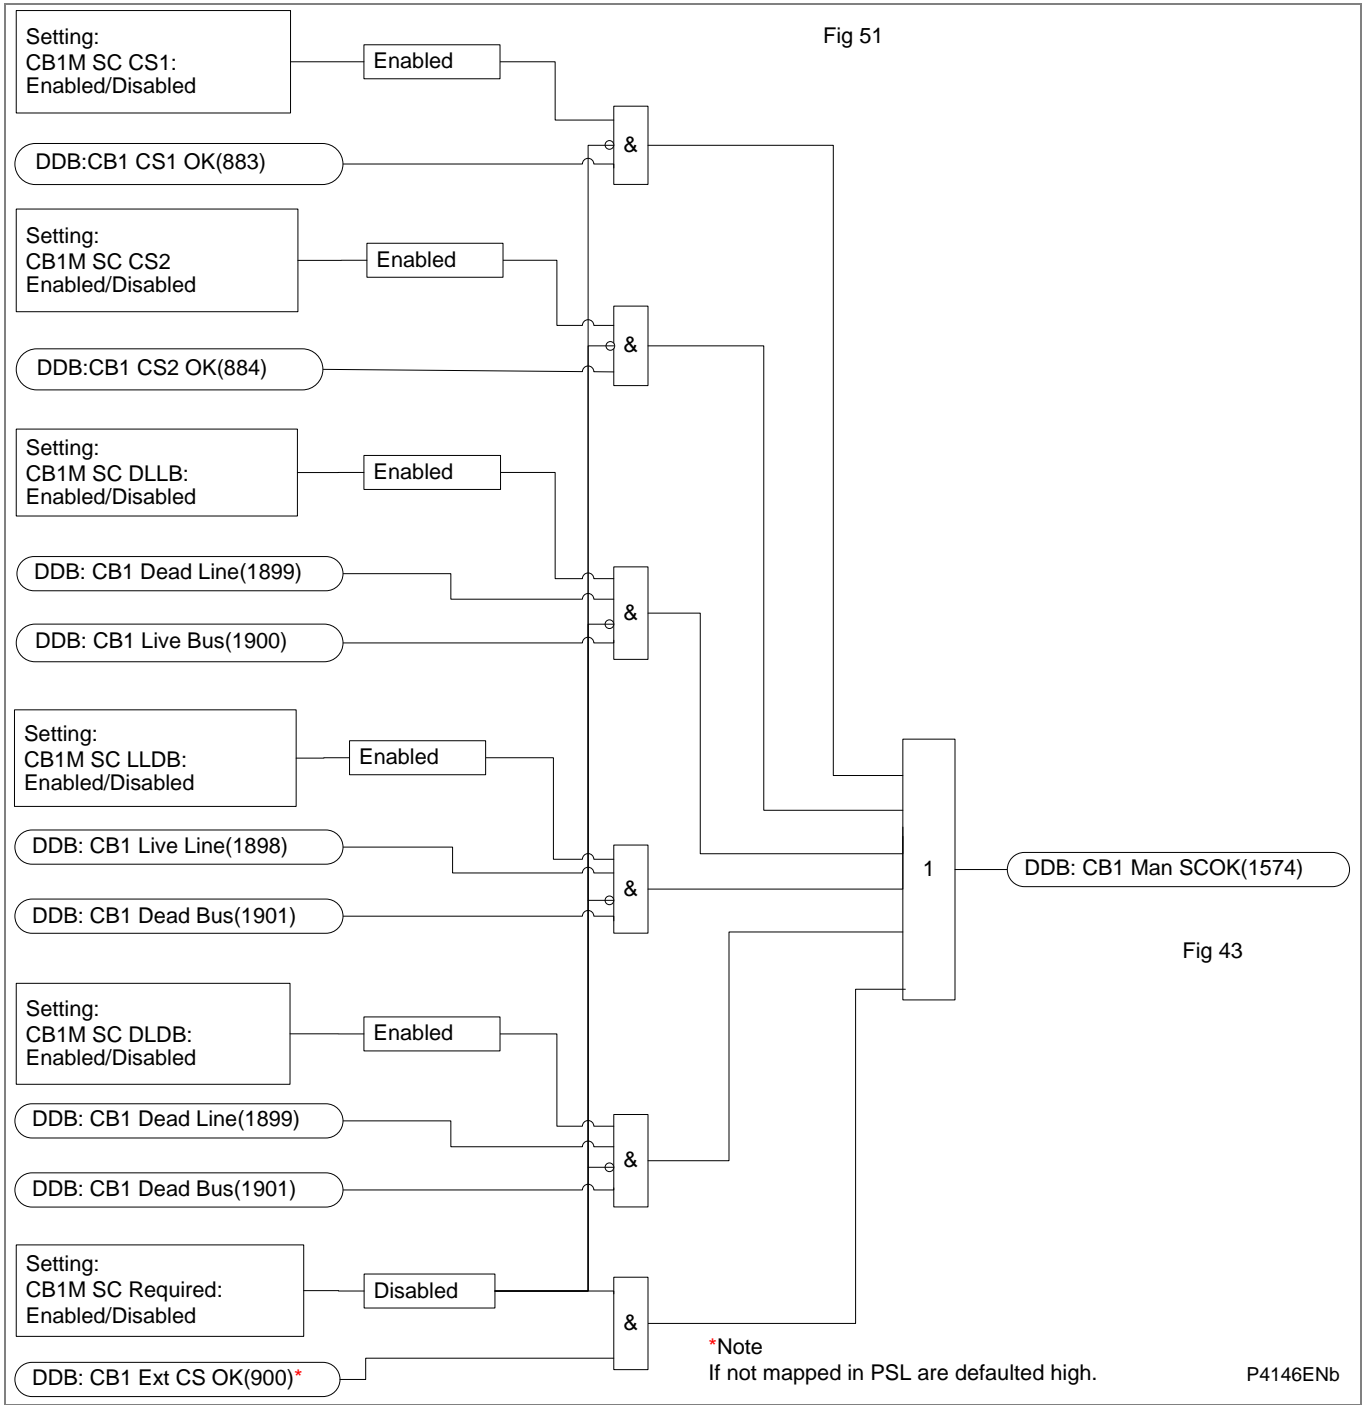 Fig 51
Setting:
CB1M SC CS1:
Enabled/Disabled
Enabled
&
DDB:CB1 CS1 OK(883)
Setting:
CB1M SC CS2
Enabled/Disabled
Enabled
&
DDB:CB1 CS2 OK(884)
Setting:
CB1M SC DLLB:
Enabled/Disabled
Enabled
DDB: CB1 Dead Line(1899)
&
DDB: CB1 Live Bus(1900)
Setting:
CB1M SC LLDB:
Enabled/Disabled
Enabled
DDB: CB1 Live Line(1898)
&
DDB: CB1 Dead Bus(1901)
1
DDB: CB1 Man SCOK(1574)
Fig 43
Setting:
CB1M SC DLDB:
Enabled/Disabled
Enabled
DDB: CB1 Dead Line(1899)
&
DDB: CB1 Dead Bus(1901)
Setting:
CB1M SC Required:
Enabled/Disabled
Disabled
&
DDB: CB1 Ext CS OK(900)*
*Note
If not mapped in PSL are defaulted high.
P4146ENb